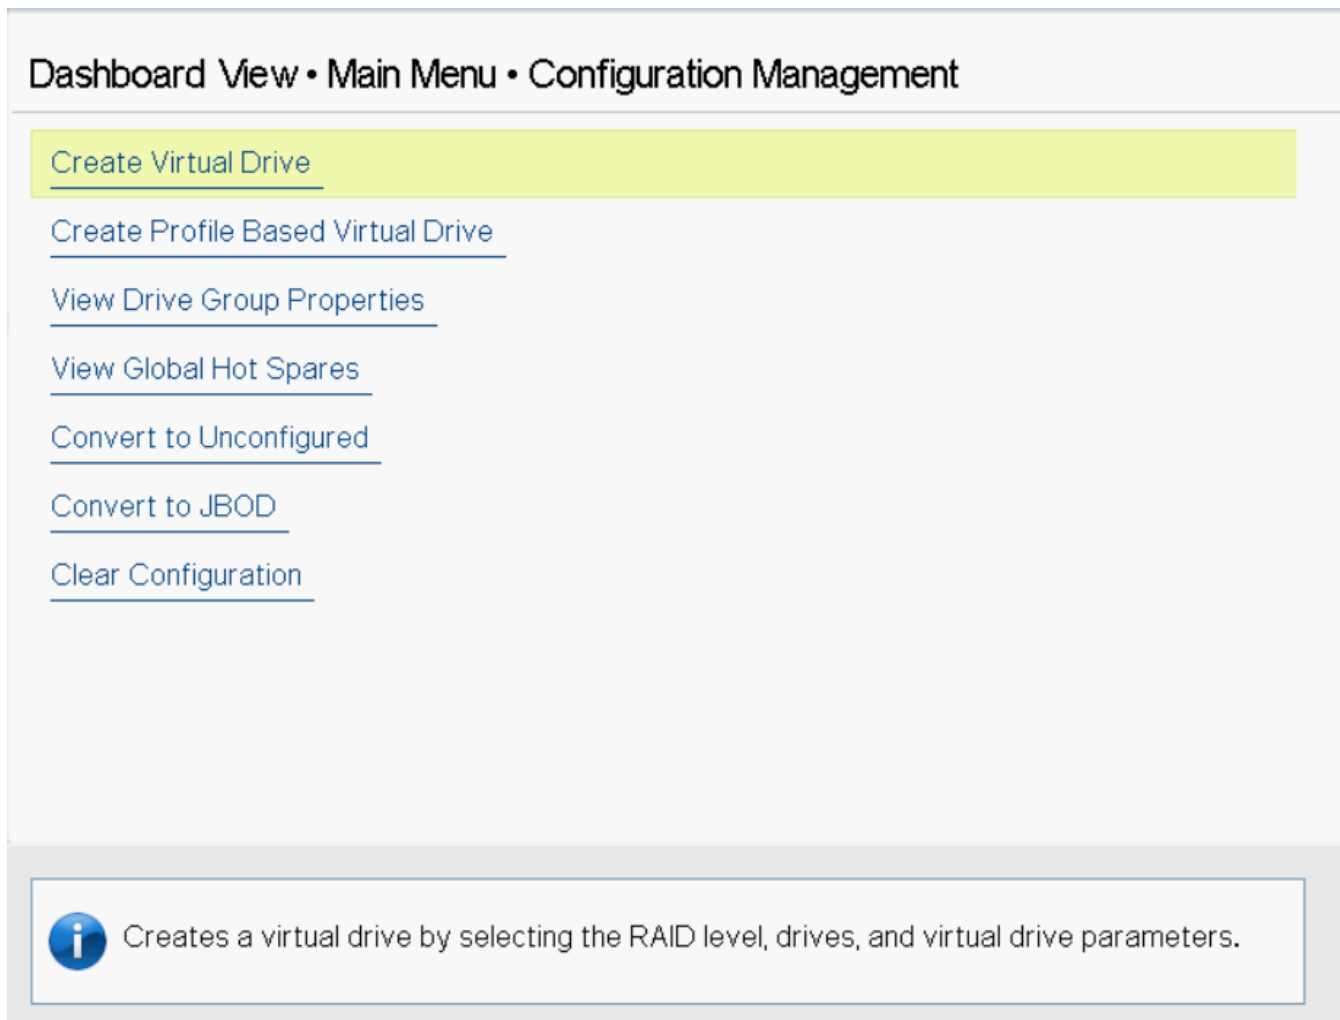 Dashboard View • Main Menu • Configuration Management
Create Virtual Drive
Create Profile Based Virtual Drive
View Drive Group Properties
View Global Hot Spares
Convert to Unconfigured
Convert to JBOD
Clear Configuration
Creates a virtual drive by selecting the RAID level, drives, and virtual drive parameters.